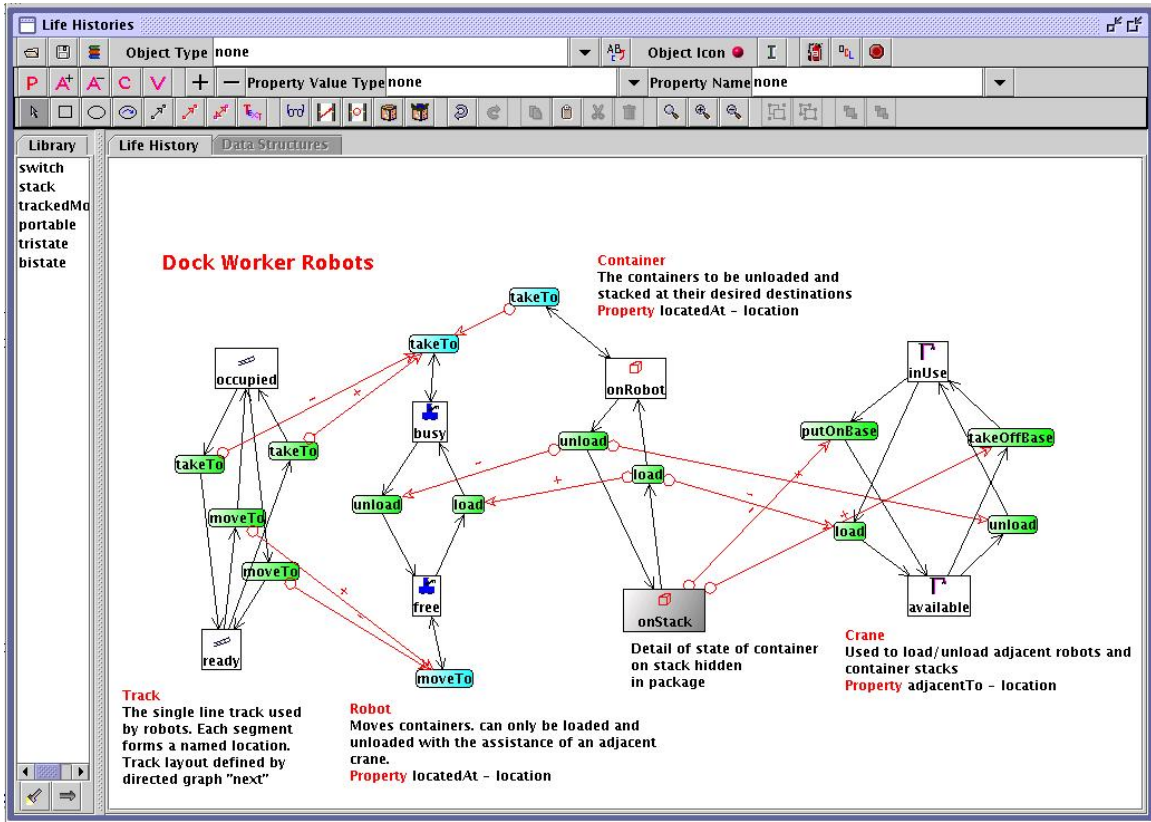 Life Histories
Object Type none
Object Icon
I
P A+ A- C V + - Property Value Type none Property Name none
Library
Life History Data Structures
switch
stack
trackedMo
portable
tristate
bistate
Dock Worker Robots
Container
The containers to be unloaded and
stacked at their desired destinations
Property locatedAt - location
takeTo
takeTo
occupied
onRobot
inUse
busy
takeTo
takeTo
unload
putOnBase
takeOffBase
load
unload
load
moveTo
load
unload
moveTo
free
onStack
available
ready
moveTo
- + - + - + - + - +
Detail of state of container
on stack hidden
in package
Crane
Used to load/unload adjacent robots and
container stacks
Property adjacentTo - location
Track
The single line track used
by robots. Each segment
forms a named location.
Track layout defined by
directed graph "next"
Robot
Moves containers. can only be loaded and
unloaded with the assistance of an adjacent
crane.
Property locatedAt - location